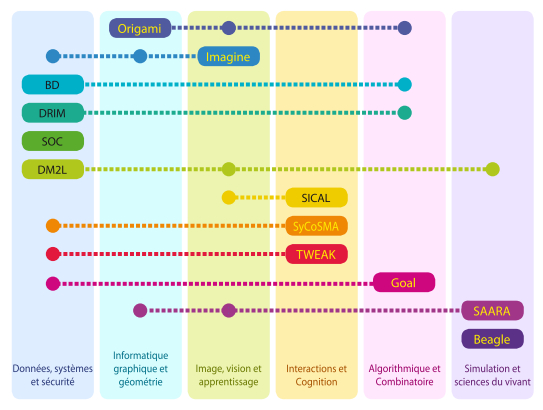 Origami
Imagine
BD
DRIM
SOC
DM2L
SICAL
SyCoSMA
TWEAK
Goal
SAARA
Beagle
Données, systèmes
et sécurité
Informatique
graphique et
géométrie
Image, vision et
apprentissage
Interactions et
Cognition
Algorithmique et
Combinatoire
Simulation et
sciences du vivant